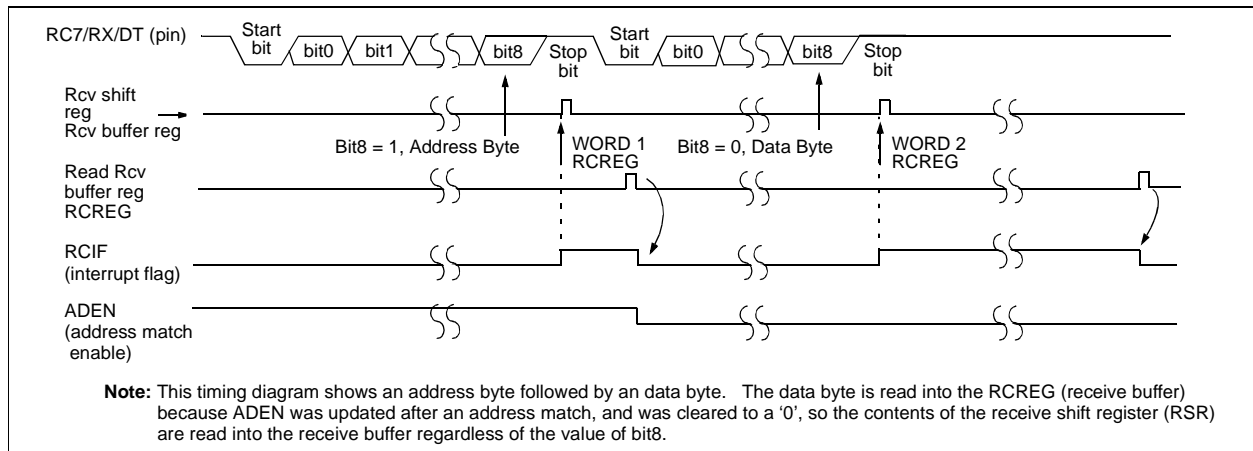 RC7/RX/DT (pin)
Start
bit
bit0
bit1
bit8
Stop
bit
Start
bit
bit0
bit8
Stop
bit
Rcv shift
reg
Rcv buffer reg
Bit8 = 1, Address Byte
WORD 1
RCREG
Bit8 = 0, Data Byte
WORD 2
RCREG
Read Rcv
buffer reg
RCREG
RCIF
(interrupt flag)
ADEN
(address match
enable)
Note: This timing diagram shows an address byte followed by an data byte. The data byte is read into the RCREG (receive buffer)
because ADEN was updated after an address match, and was cleared to a ‘0’, so the contents of the receive shift register (RSR)
are read into the receive buffer regardless of the value of bit8.